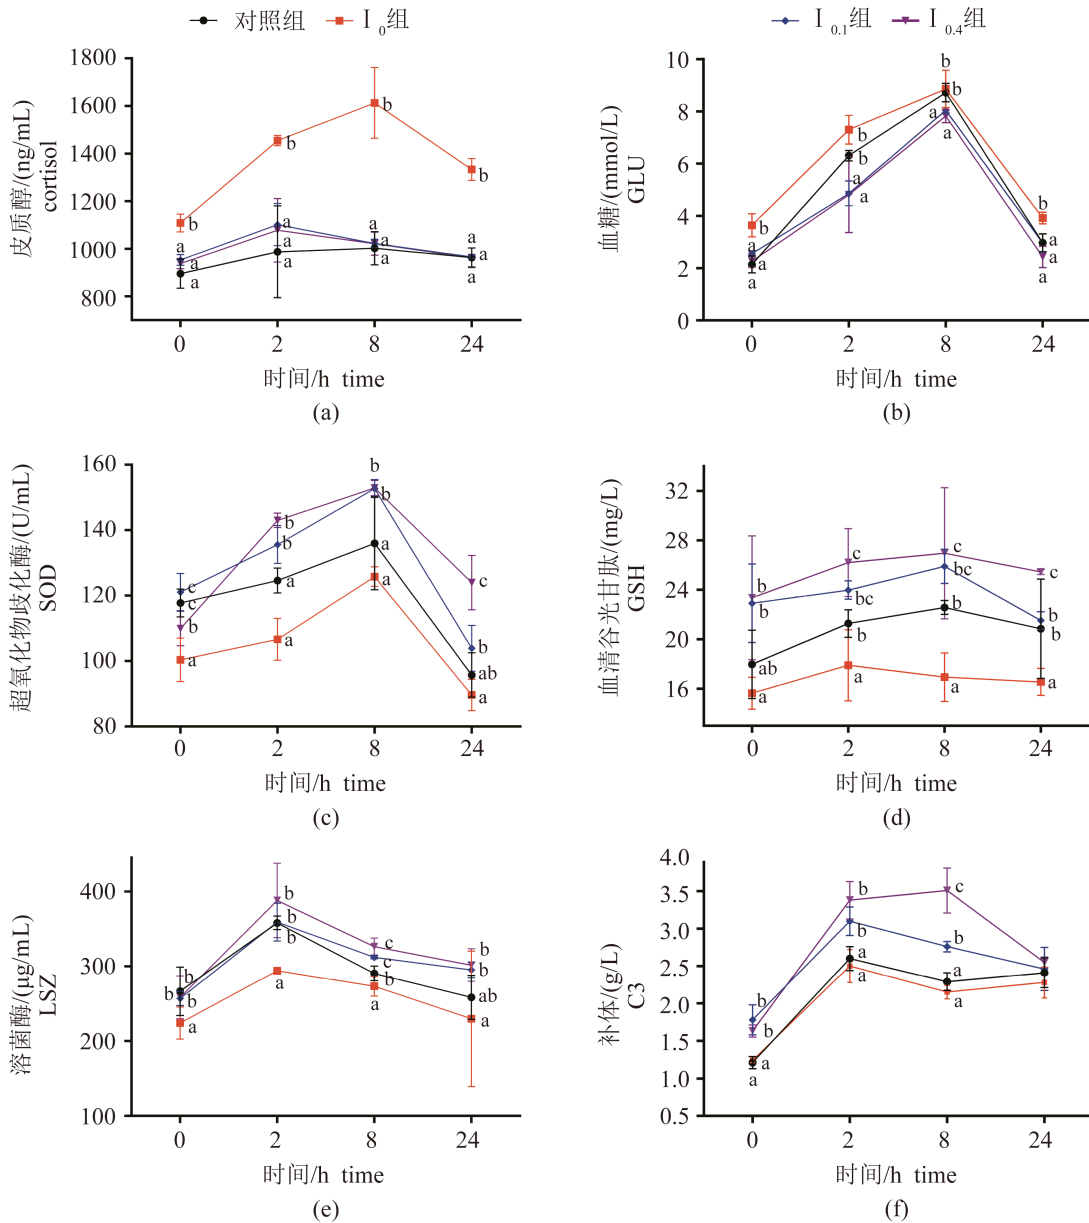 对照组 I0组 I0.1组 I0.4组
皮质醇/(ng/mL)
cortisol
1800
1600
1400
1200
1000
800
b
b
b
b
a
a
a
a
a
a
a
a
a
a
a
a
0 2 8 24
时间/h time
(a)
血糖/(mmol/L)
GLU
10
8
6
4
2
0
b
a
a
a
b
b
a
a
b
b
a
a
b
a
a
a
0 2 8 24
时间/h time
(b)
超氧化物歧化酶/(U/mL)
SOD
160
140
120
100
80
c
c
b
a
b
b
a
a
b
b
a
a
c
b
ab
a
0 2 8 24
时间/h time
(c)
血清谷光甘肽/(mg/L)
GSH
32
28
24
20
16
b
b
ab
a
c
bc
b
a
c
bc
b
a
c
b
b
a
0 2 8 24
时间/h time
(d)
溶菌酶/(μg/mL)
LSZ
400
300
200
100
b
b
b
a
b
b
b
a
c
c
b
a
b
b
ab
a
0 2 8 24
时间/h time
(e)
补体/(g/L)
C3
4.0
3.5
3.0
2.5
2.0
1.5
1.0
0.5
b
b
a
a
b
b
a
a
c
b
a
a
0 2 8 24
时间/h time
(f)